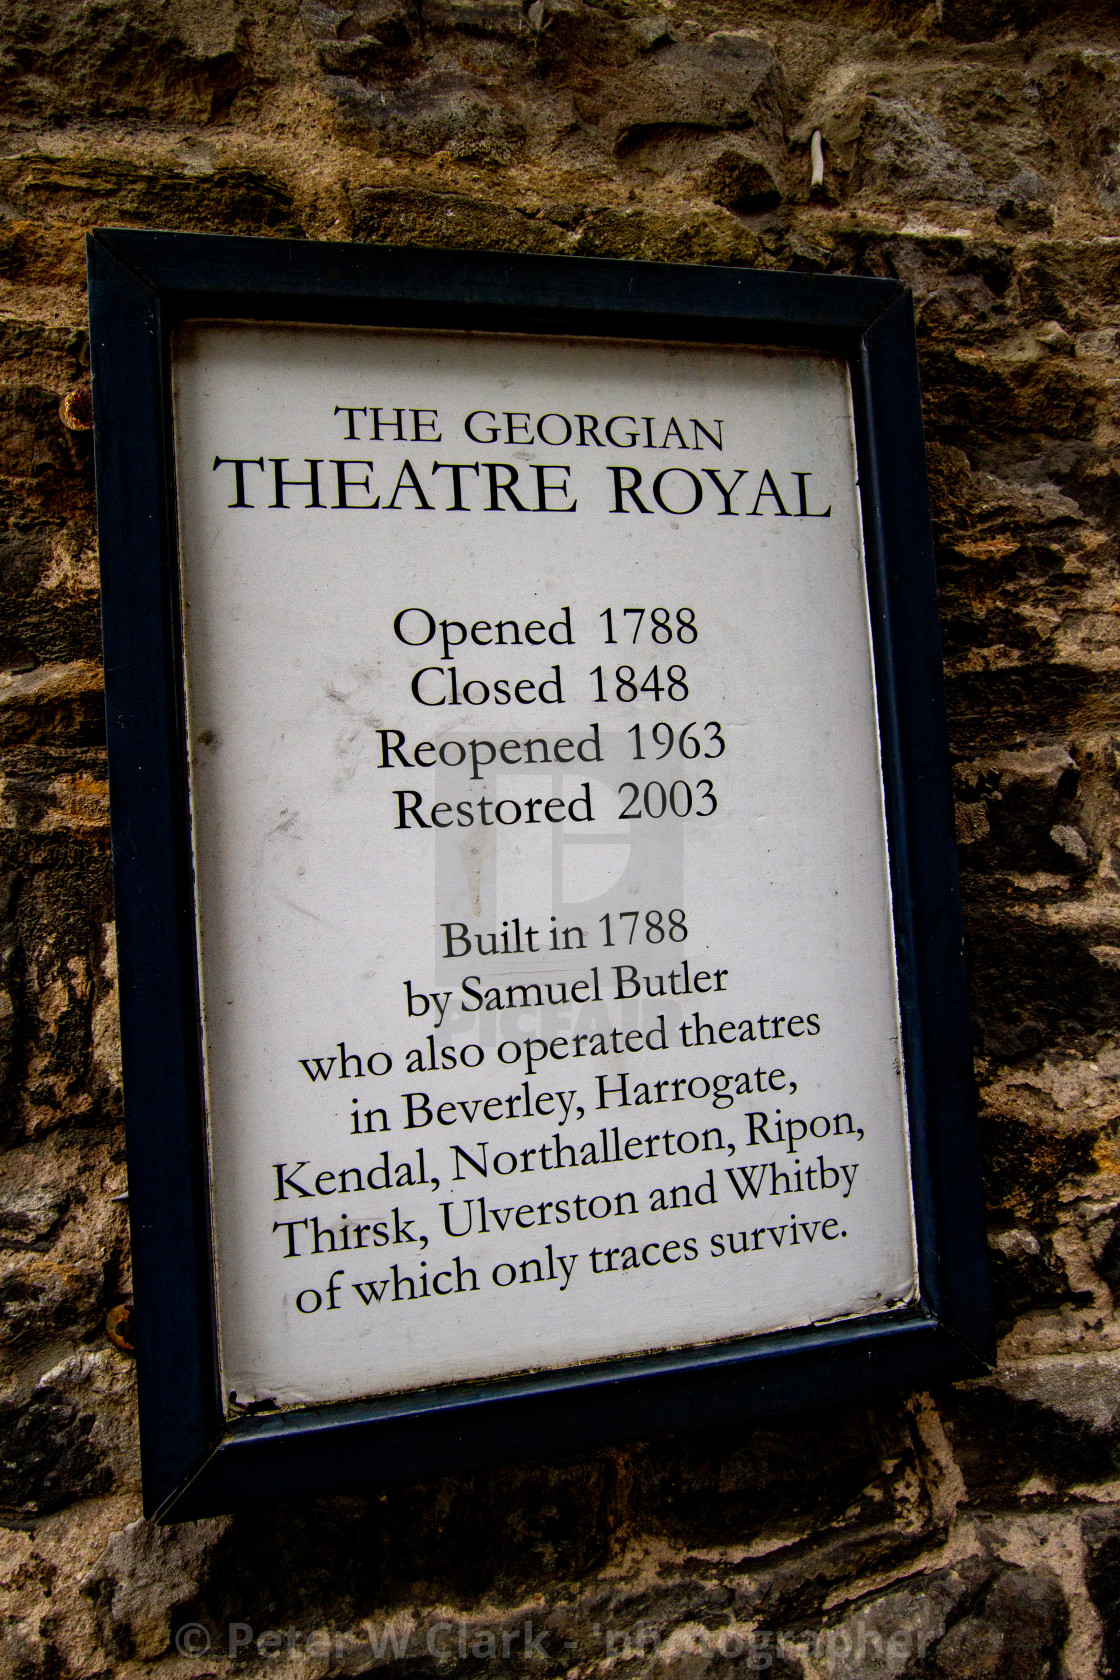 THE GEORGIAN
THEATRE ROYAL
Opened 1788
Closed 1848
Reopened 1963
Restored 2003
Built in 1788
by Samuel Butler
who also operated theatres
in Beverley, Harrogate,
Kendal, Northallerton, Ripon,
Thirsk, Ulverston and Whitby
of which only traces survive.
PICFAIR
© Peter W Clark - 'photographer'